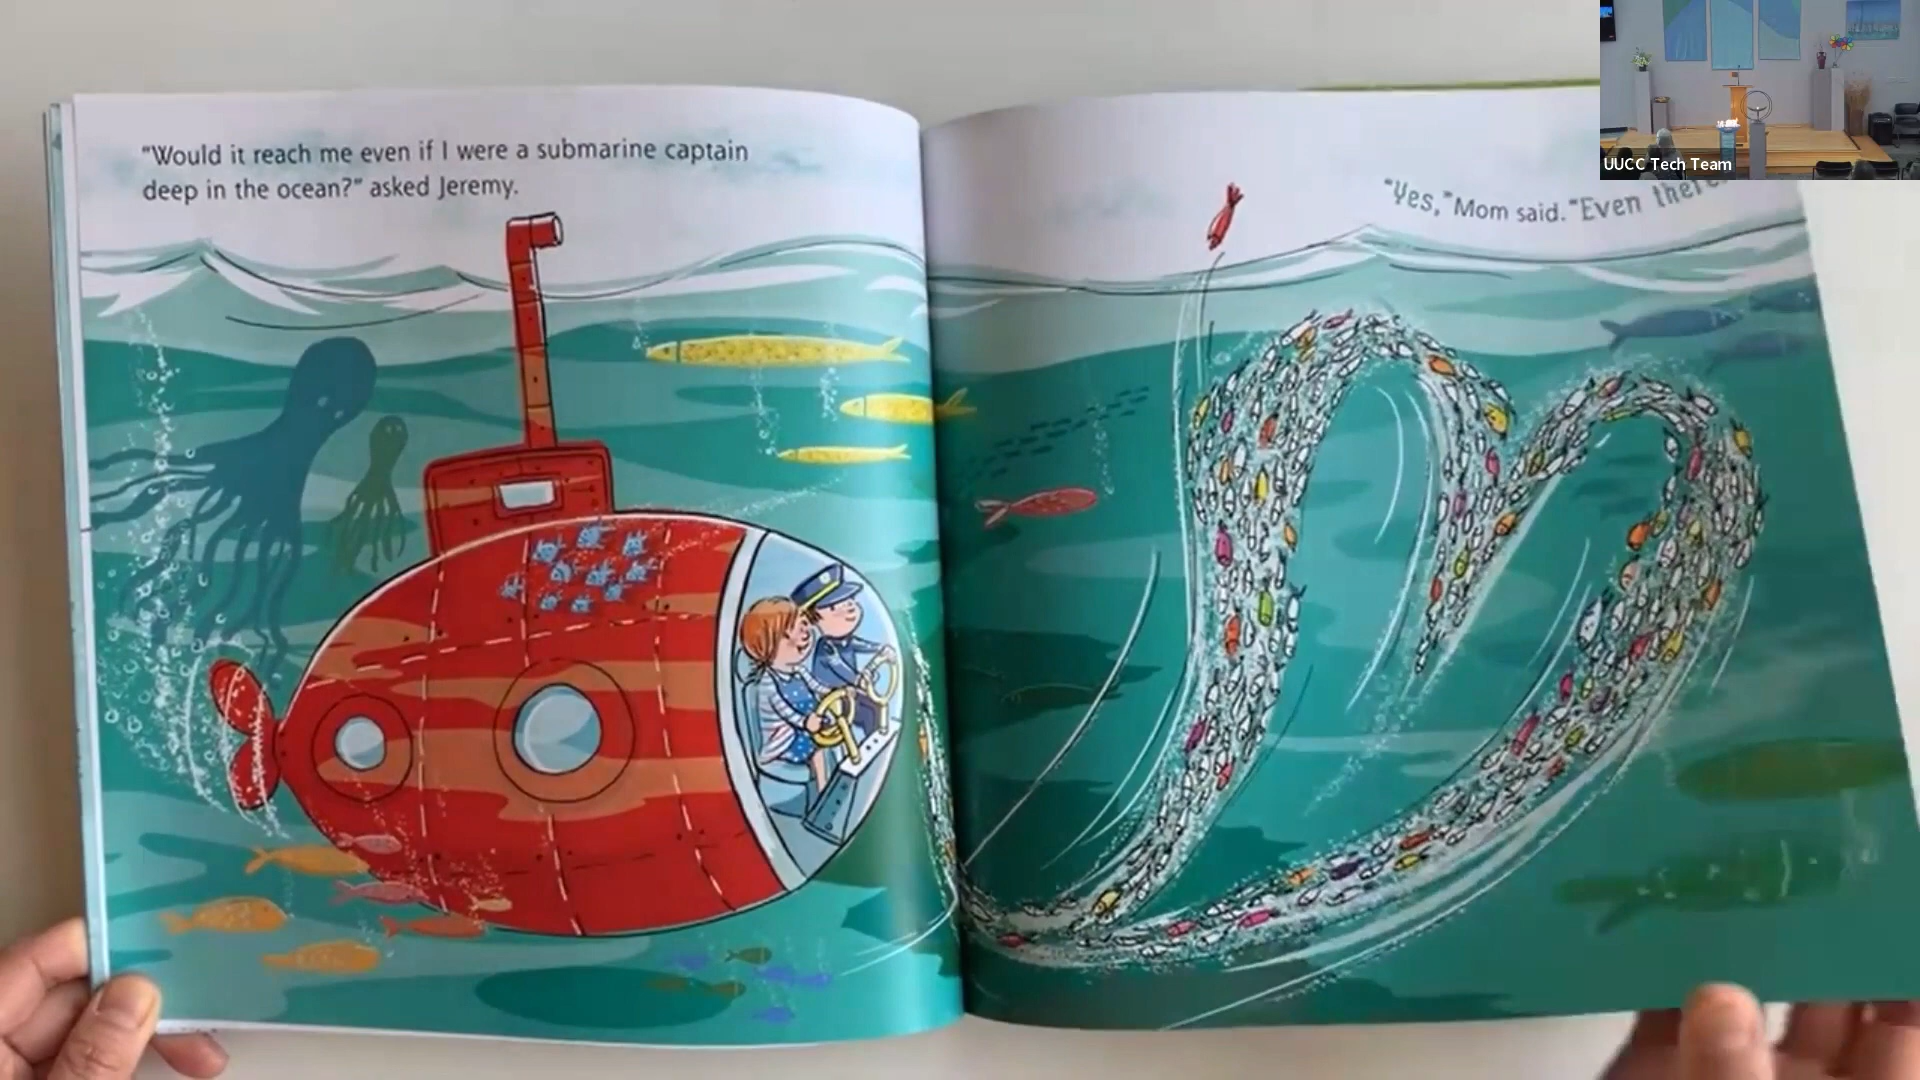 "Would it reach me even if I were a submarine captain
deep in the ocean?" asked Jeremy.
"Yes," Mom said. "Even there.
UUCC Tech Team